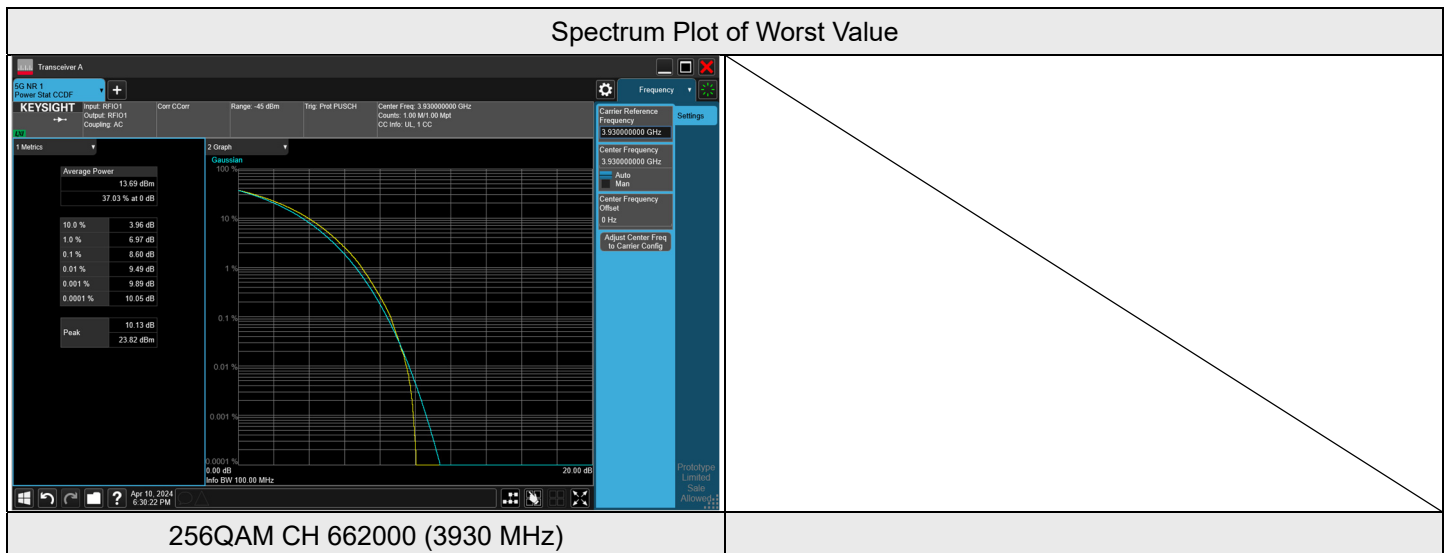 Spectrum Plot of Worst Value
Transceiver A
5G NR 1
Power Stat CCDF
+
Frequency
KEYSIGHT
Input: RFIO1
Output: RFIO1
Coupling: AC
Corr CCorr
Range: -45 dBm
Trig: Prot PUSCH
Center Freq: 3.930000000 GHz
Counts: 1.00 M/1.00 Mpt
CC Info: UL, 1 CC
1 Metrics
Average Power
13.69 dBm
37.03 % at 0 dB
10.0 % 3.96 dB
1.0 % 6.97 dB
0.1 % 8.60 dB
0.01 % 9.49 dB
0.001 % 9.89 dB
0.0001 % 10.05 dB
Peak
10.13 dB
23.82 dBm
2 Graph
Gaussian
100 %
10 %
1 %
0.1 %
0.01 %
0.001 %
0.0001 %
0.00 dB 20.00 dB
Info BW 100.00 MHz
Carrier Reference
Frequency
3.930000000 GHz
Settings
Center Frequency
3.930000000 GHz
Auto
Man
Center Frequency
Offset
0 Hz
Adjust Center Freq
to Carrier Config
Prototype
Limited
Sale
Allowed
?
Apr 10, 2024
6:30:22 PM
256QAM CH 662000 (3930 MHz)